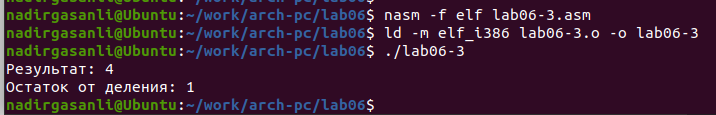 nadirgasanli@Ubuntu:~/work/arch-pc/lab06$ nasm -f elf lab06-3.asm
nadirgasanli@Ubuntu:~/work/arch-pc/lab06$ ld -m elf_i386 lab06-3.o -o lab06-3
nadirgasanli@Ubuntu:~/work/arch-pc/lab06$ ./lab06-3
Результат: 4
Остаток от деления: 1
nadirgasanli@Ubuntu:~/work/arch-pc/lab06$